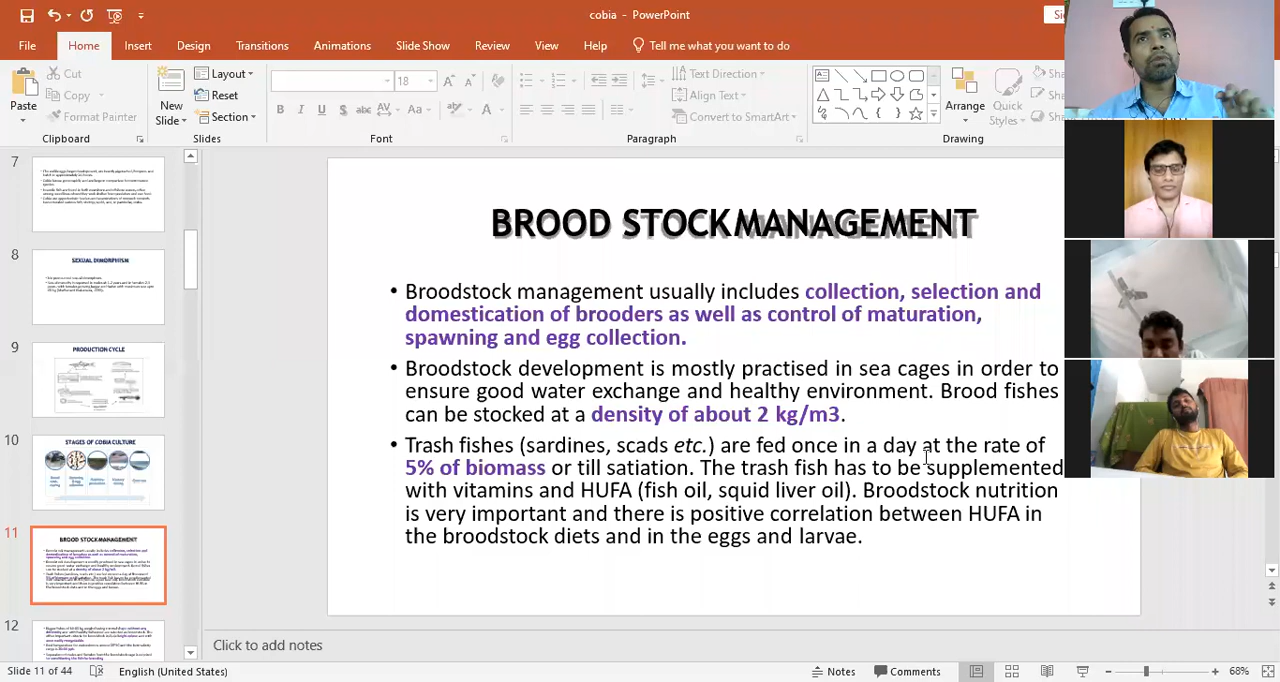 cobia - PowerPoint
File Home Insert Design Transitions Animations Slide Show Review View Help Tell me what you want to do
Paste
Cut
Copy
Format Painter
Clipboard
New Slide
Layout
Reset
Section
Slides
18
Font
Text Direction
Align Text
Convert to SmartArt
Paragraph
Arrange
Quick Styles
Drawing
7
8
SEXUAL DIMORPHISM
9
PRODUCTION CYCLE
10
STAGES OF COBIA CULTURE
11
BROOD STOCK MANAGEMENT
12
BROOD STOCK MANAGEMENT
• Broodstock management usually includes collection, selection and
domestication of brooders as well as control of maturation,
spawning and egg collection.
• Broodstock development is mostly practised in sea cages in order to
ensure good water exchange and healthy environment. Brood fishes
can be stocked at a density of about 2 kg/m3.
• Trash fishes (sardines, scads etc.) are fed once in a day at the rate of
5% of biomass or till satiation. The trash fish has to be supplemented
with vitamins and HUFA (fish oil, squid liver oil). Broodstock nutrition
is very important and there is positive correlation between HUFA in
the broodstock diets and in the eggs and larvae.
Click to add notes
Slide 11 of 44 English (United States) Notes Comments 68%